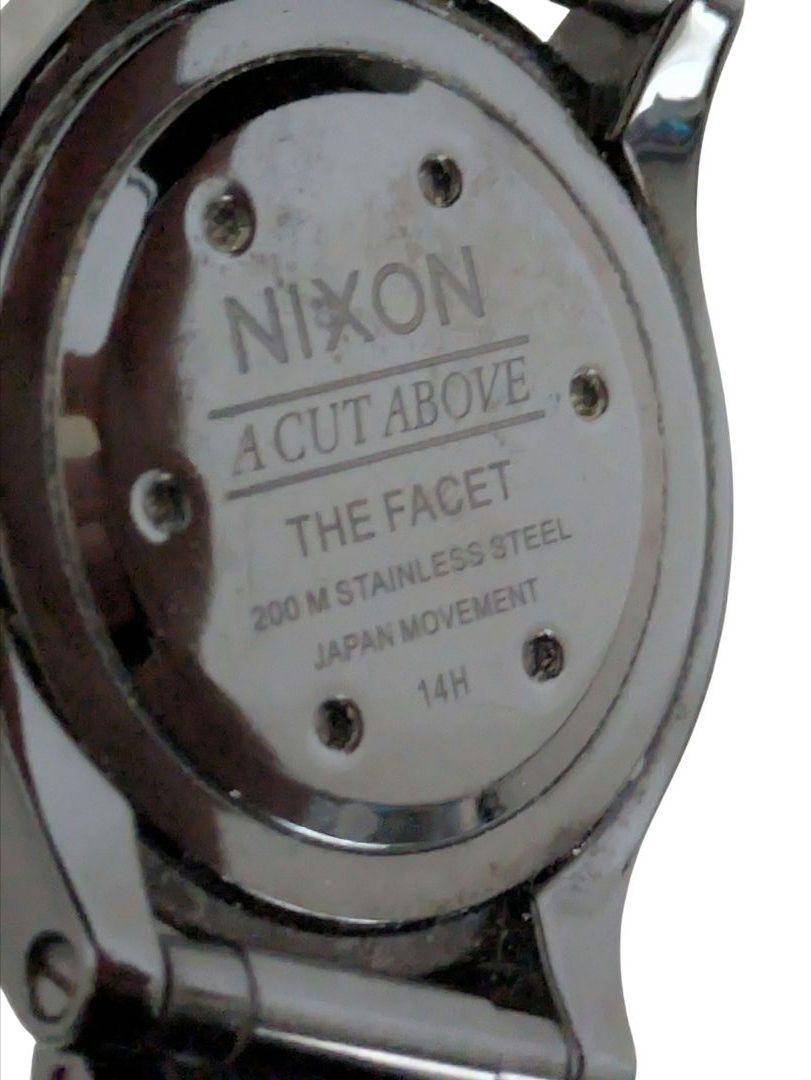 NIXON
A CUT ABOVE
THE FACET
200 M STAINLESS STEEL
JAPAN MOVEMENT
14H